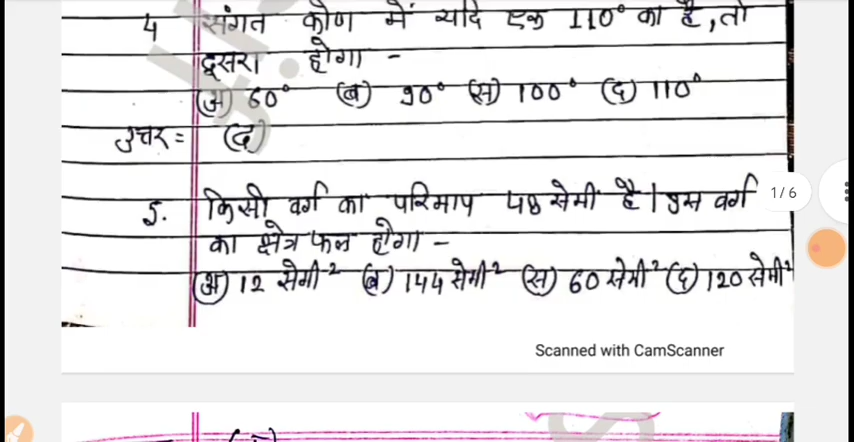 4 संगत कोण में यदि एक 110° का है, तो
दूसरा होगा -
(अ) 60° (ब) 90° (स) 100° (द) 110°
उत्तर = (द)
5. किसी वर्ग का परिमाप 48 सेमी है। इस वर्ग
का क्षेत्रफल होगा -
(अ) 12 सेमी² (ब) 144 सेमी² (स) 60 सेमी² (द) 120 सेमी²
1/6
Scanned with CamScanner